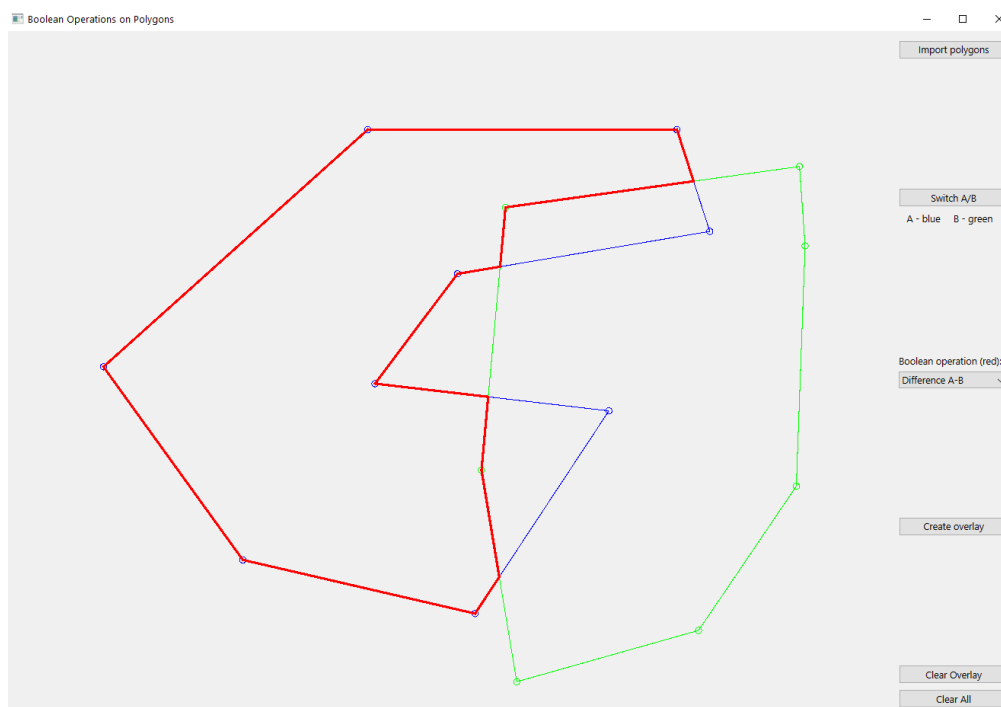 Boolean Operations on Polygons
Import polygons
Switch A/B
A - blue B - green
Boolean operation (red):
Difference A-B
Create overlay
Clear Overlay
Clear All